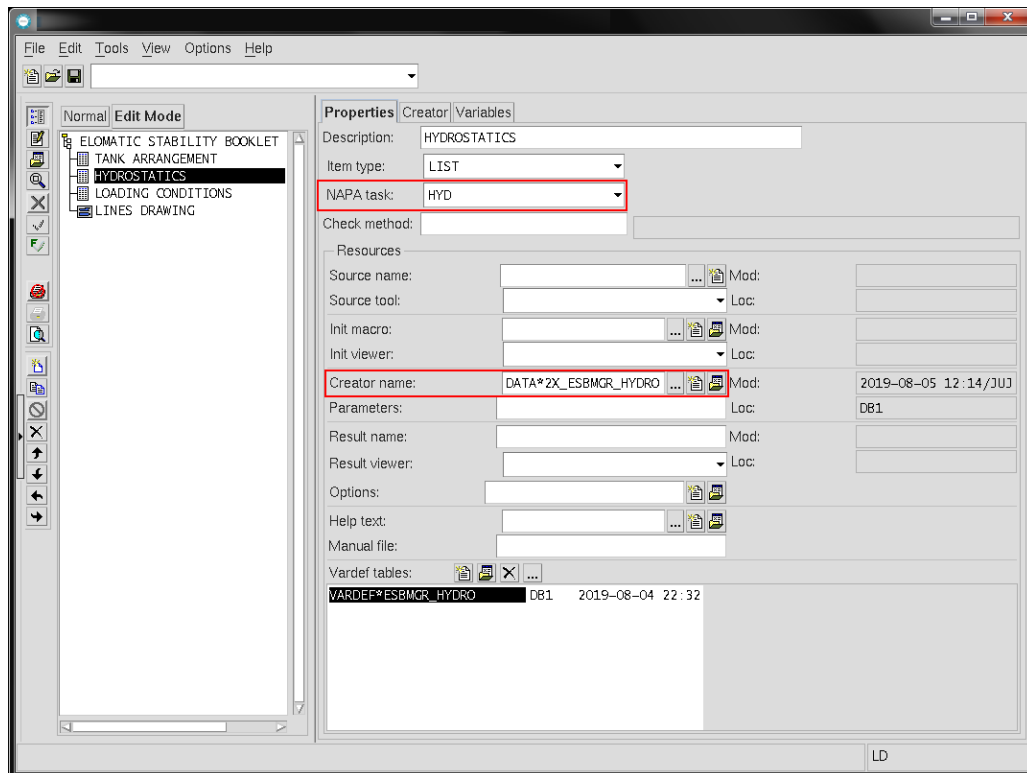 File Edit Tools View Options Help
Normal Edit Mode
ELOMATIC STABILITY BOOKLET
TANK ARRANGEMENT
HYDROSTATICS
LOADING CONDITIONS
LINES DRAWING
Properties Creator Variables
Description: HYDROSTATICS
Item type: LIST
NAPA task: HYD
Check method:
Resources
Source name: ... Mod:
Source tool: Loc:
Init macro: ... Mod:
Init viewer: Loc:
Creator name: DATA*2X_ESBMGR_HYDRO ... Mod: 2019-08-05 12:14/JUJ
Parameters: Loc: DB1
Result name: Mod:
Result viewer: Loc:
Options:
Help text: ...
Manual file:
Vardef tables: ...
VARDEF*ESBMGR_HYDRO DB1 2019-08-04 22:32
LD